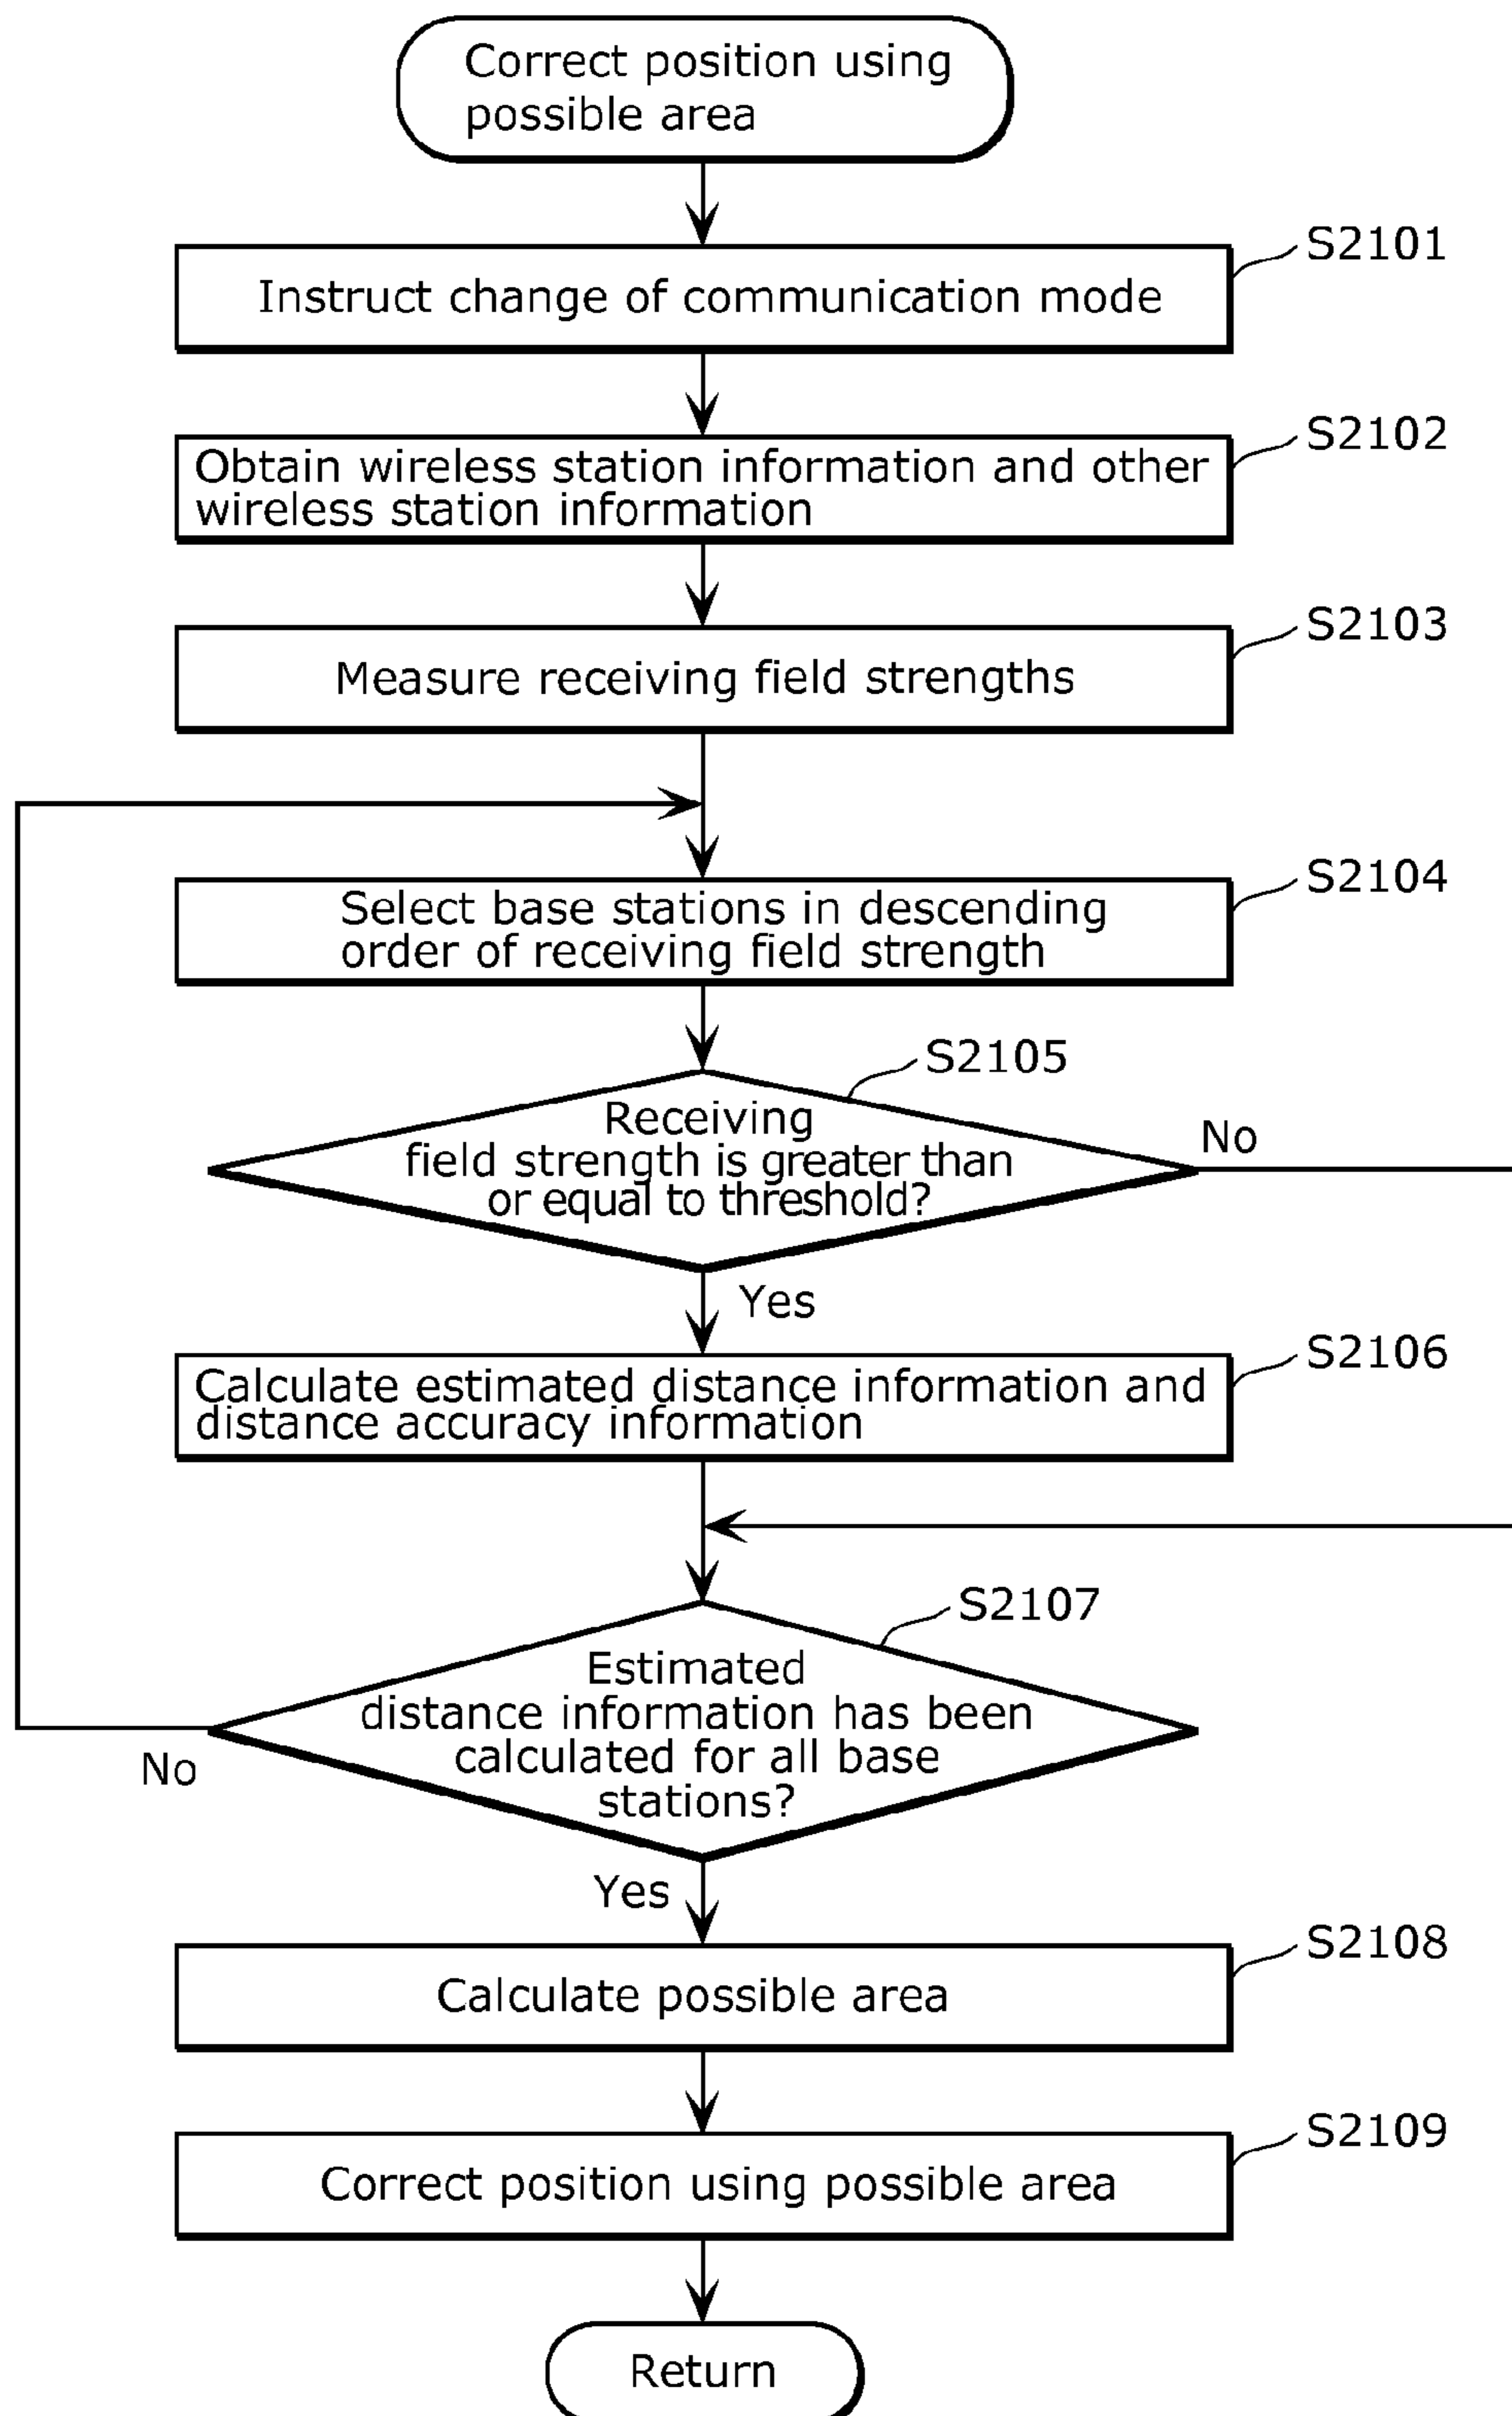 Correct position using
possible area
S2101
Instruct change of communication mode
S2102
Obtain wireless station information and other
wireless station information
S2103
Measure receiving field strengths
S2104
Select base stations in descending
order of receiving field strength
S2105
Receiving
field strength is greater than
or equal to threshold?
No
Yes
S2106
Calculate estimated distance information and
distance accuracy information
S2107
Estimated
distance information has been
calculated for all base
stations?
No
Yes
S2108
Calculate possible area
S2109
Correct position using possible area
Return